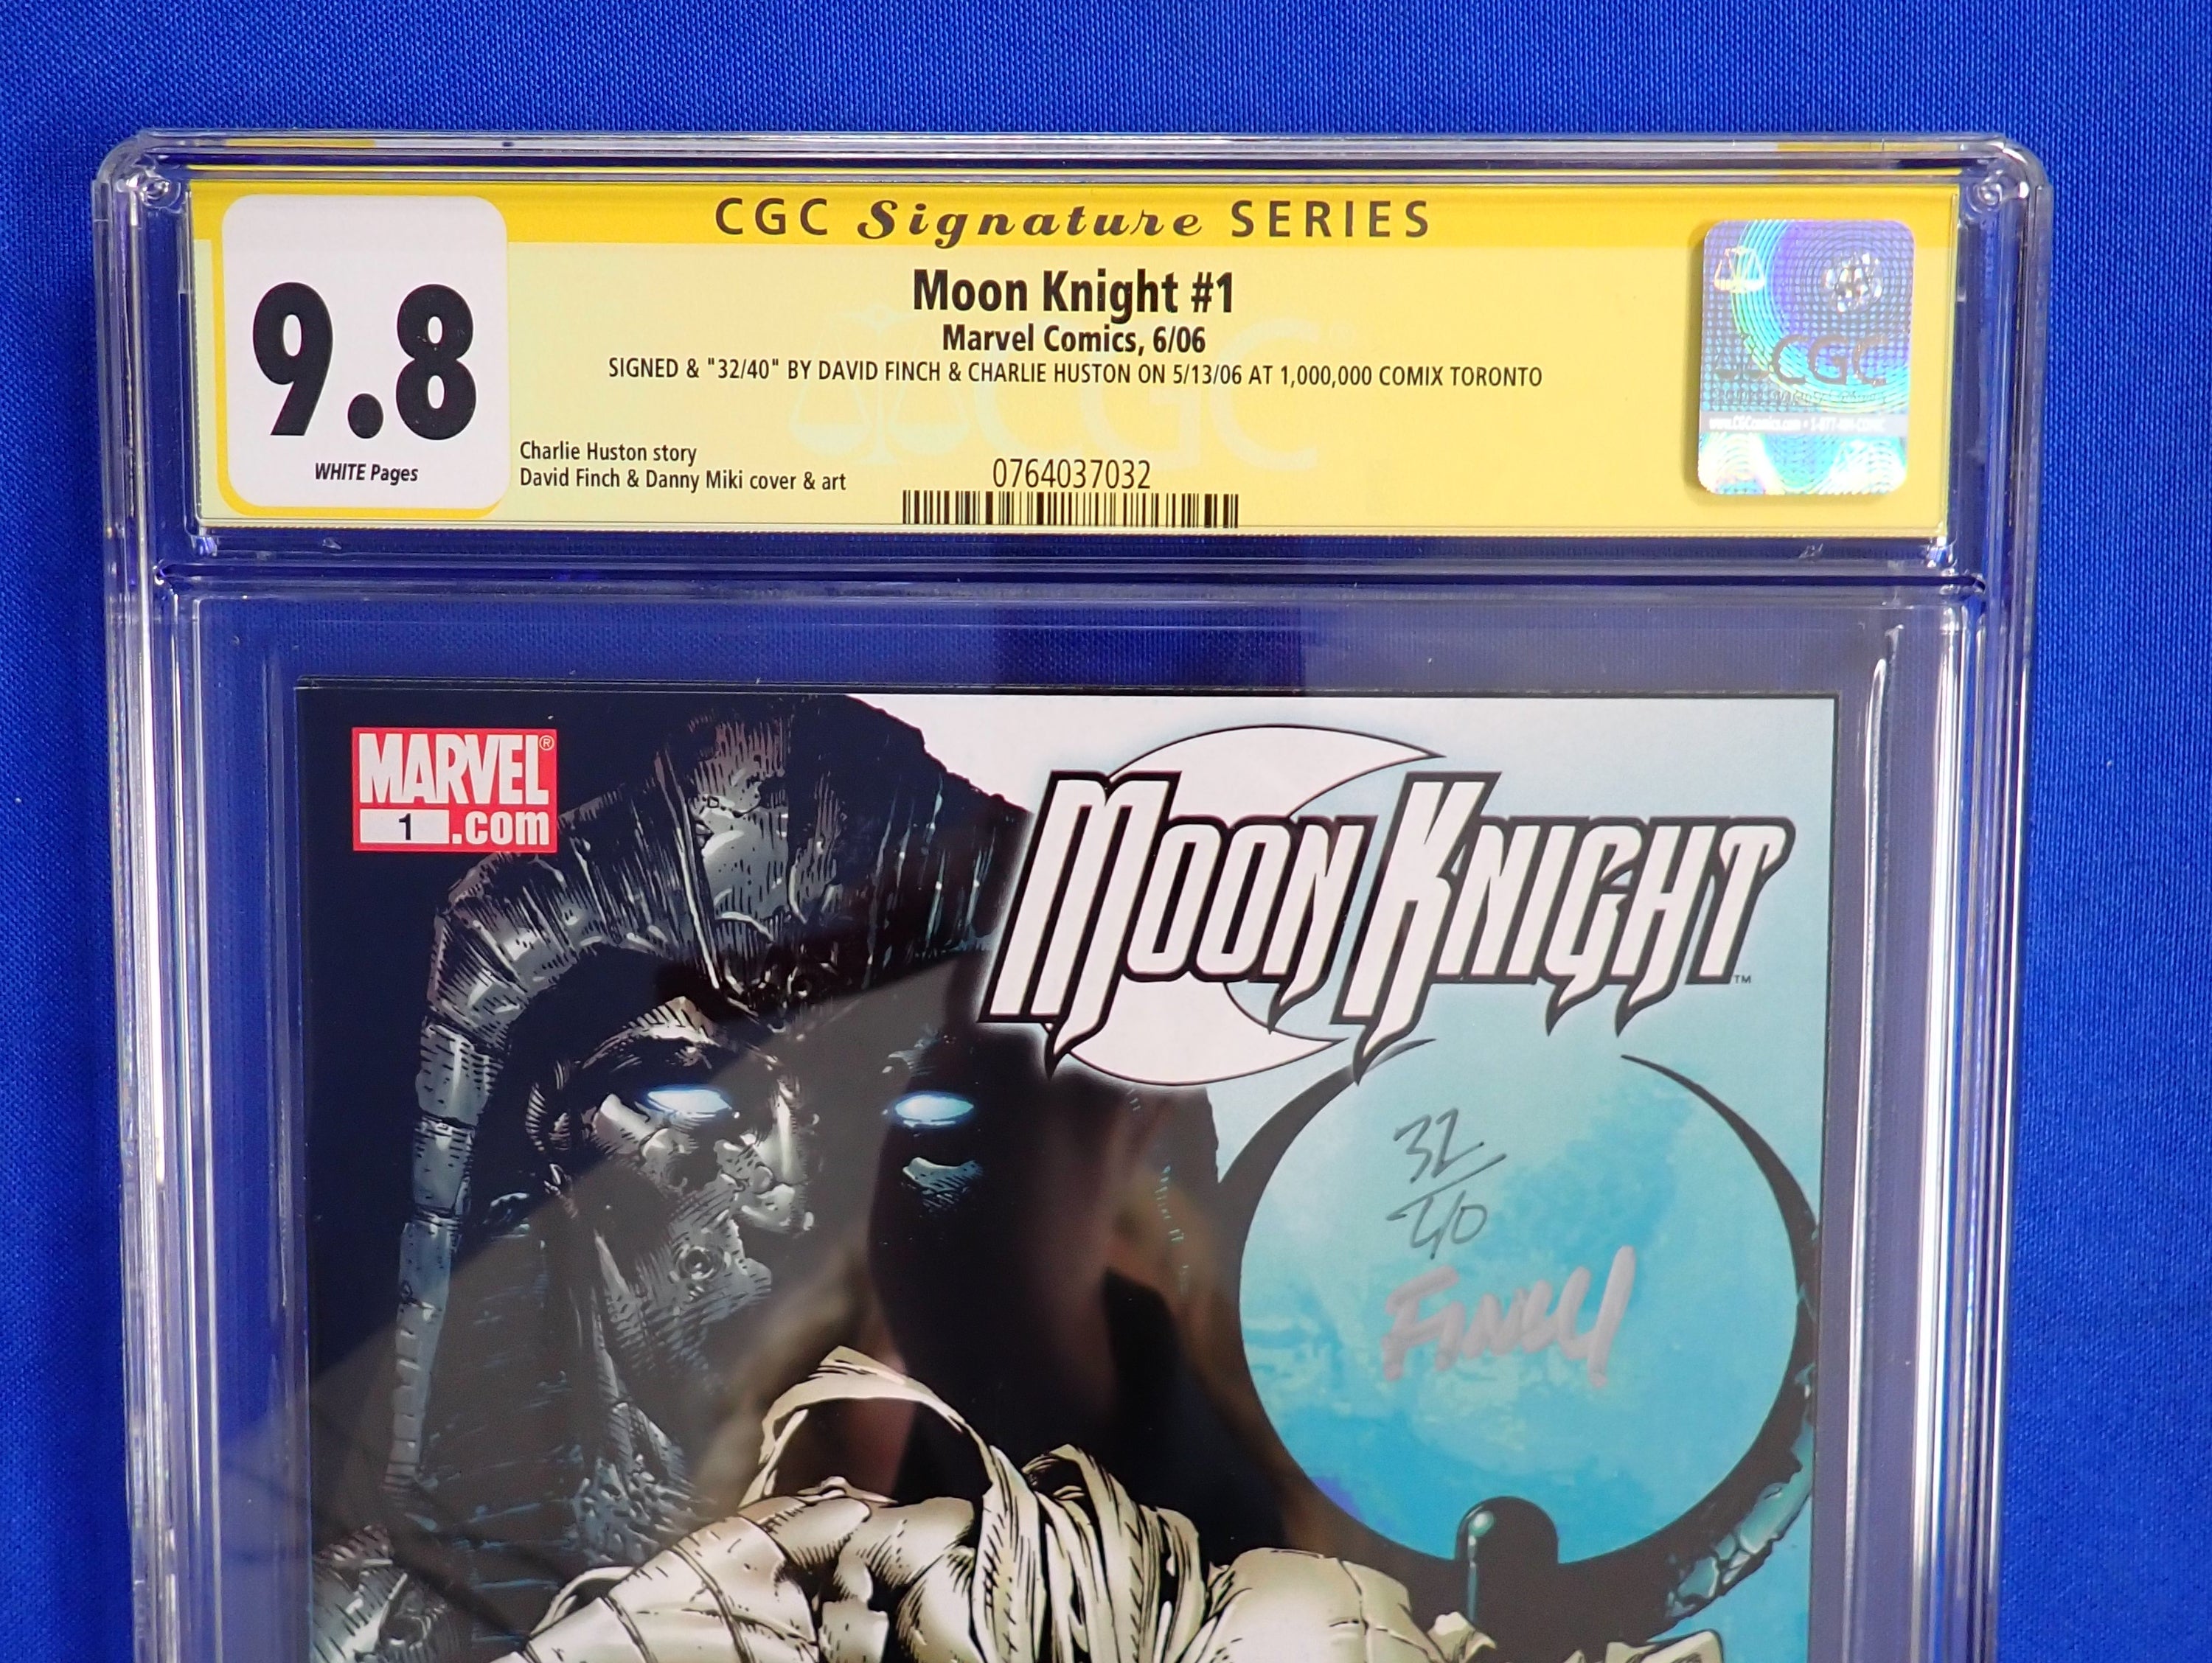 CGC Signature SERIES
9.8
WHITE Pages
Moon Knight #1
Marvel Comics, 6/06
SIGNED & "32/40" BY DAVID FINCH & CHARLIE HUSTON ON 5/13/06 AT 1,000,000 COMIX TORONTO
Charlie Huston story
David Finch & Danny Miki cover & art
0764037032
CGC
MARVEL®
1 .com
MOON KNIGHT™
32
40
FINCH